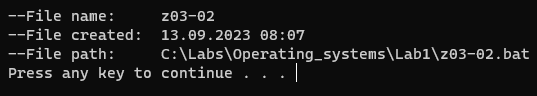 --File name:     z03-02
--File created:  13.09.2023 08:07
--File path:     C:\Labs\Operating_systems\Lab1\z03-02.bat
Press any key to continue . . .